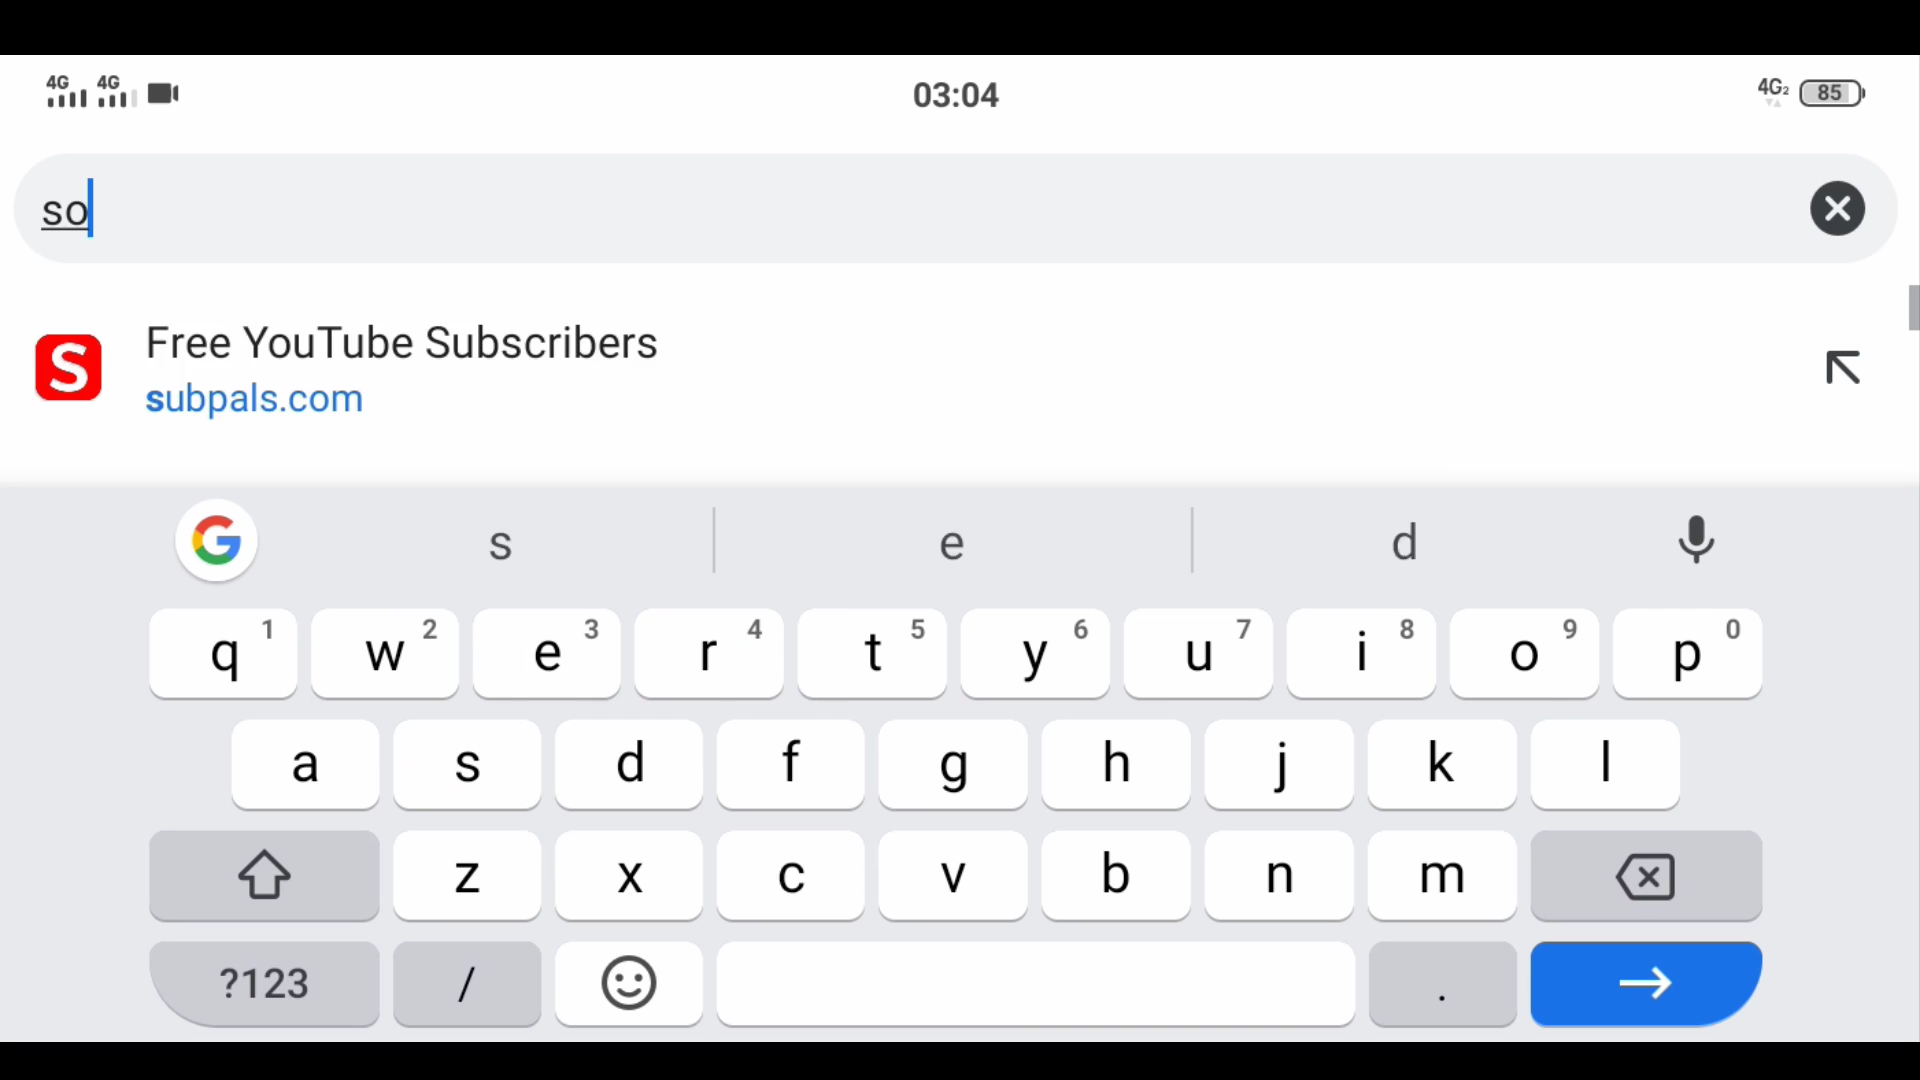 4G 4G 03:04 4G2 85
so
S Free YouTube Subscribers
subpals.com
G s e d
q 1 w 2 e 3 r 4 t 5 y 6 u 7 i 8 o 9 p 0
a s d f g h j k l
z x c v b n m
?123 / .